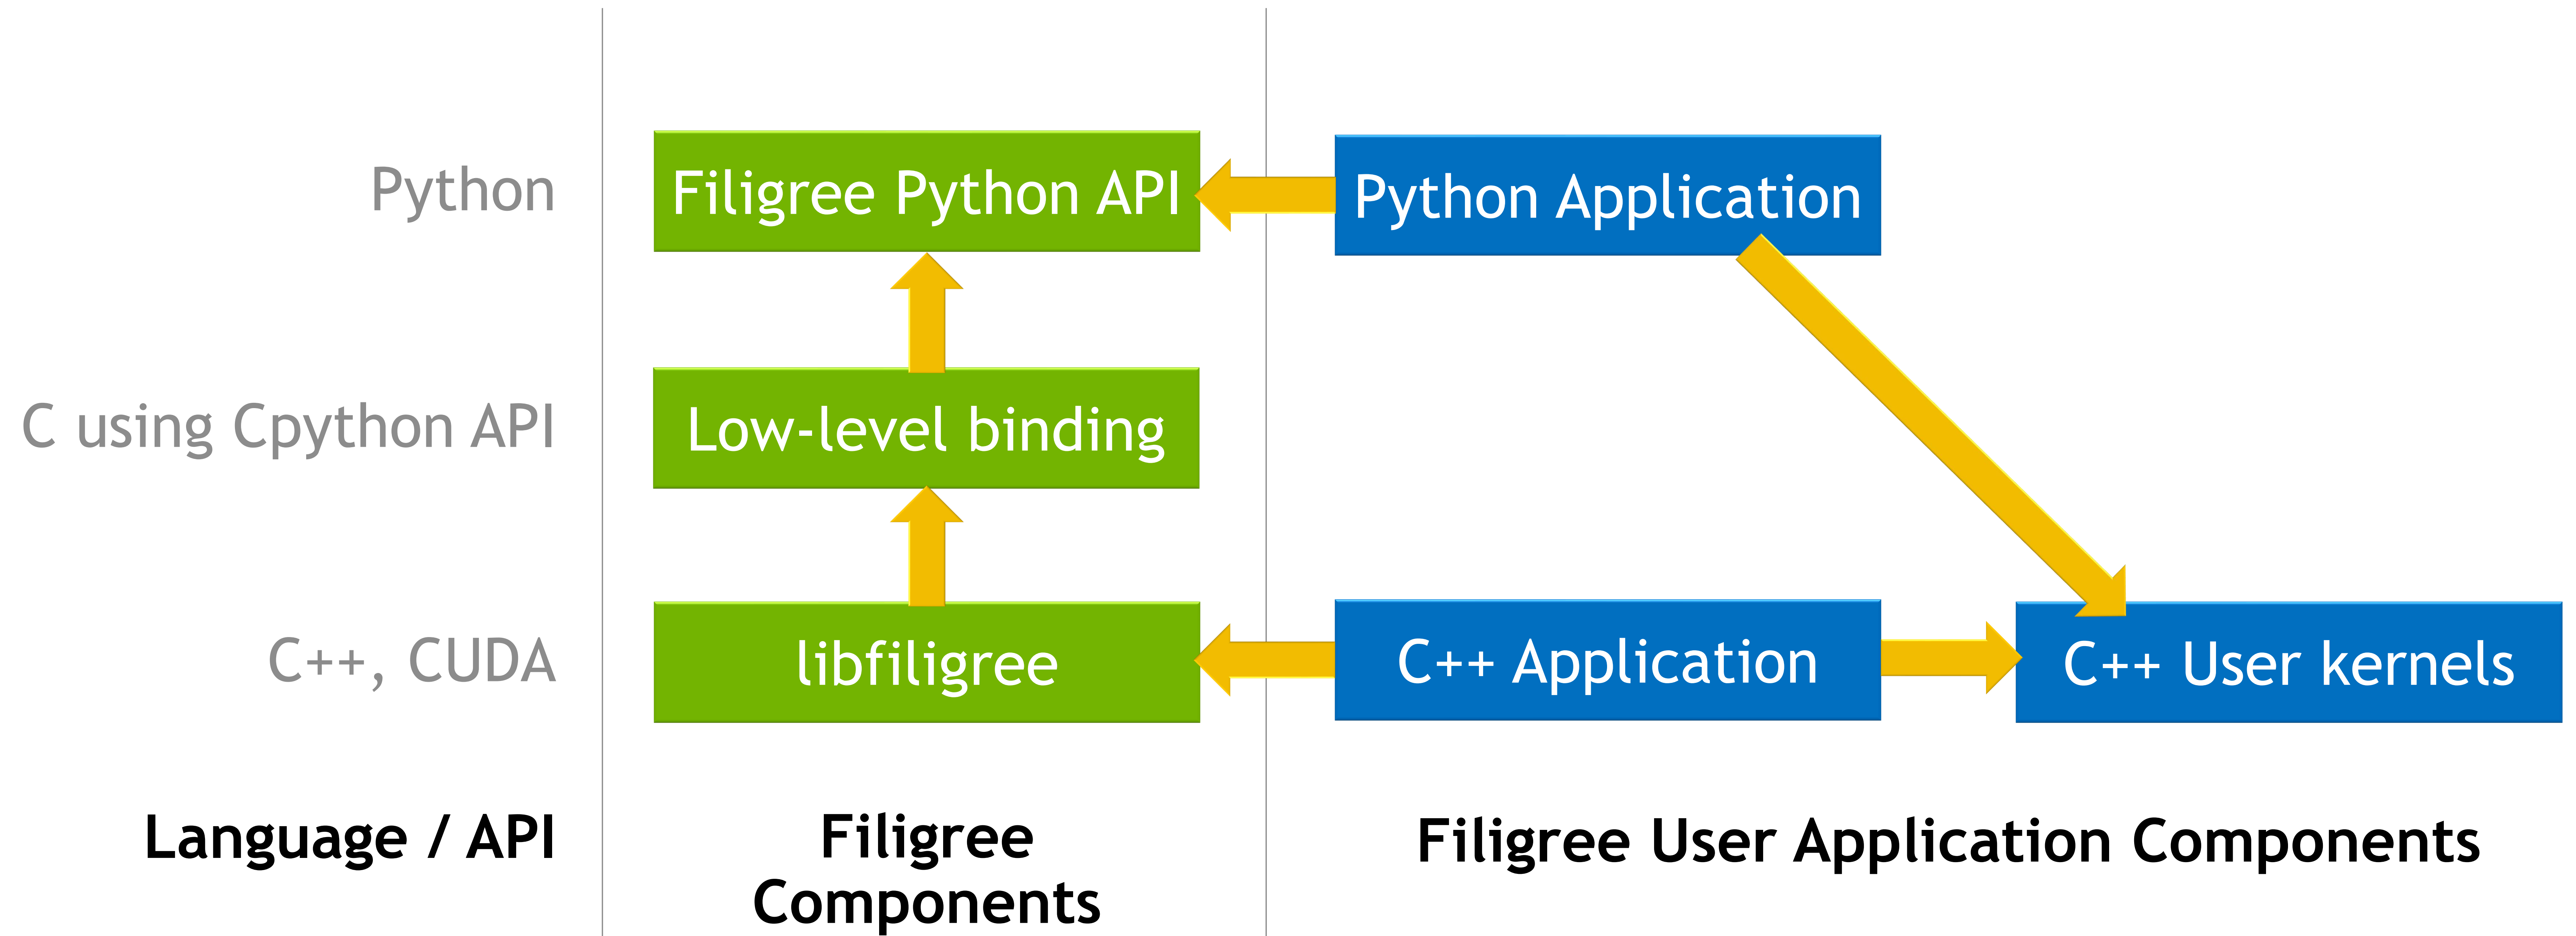 Python
Filigree Python API
Python Application
C using Cpython API
Low-level binding
C++, CUDA
libfiligree
C++ Application
C++ User kernels
Language / API
Filigree
Components
Filigree User Application Components